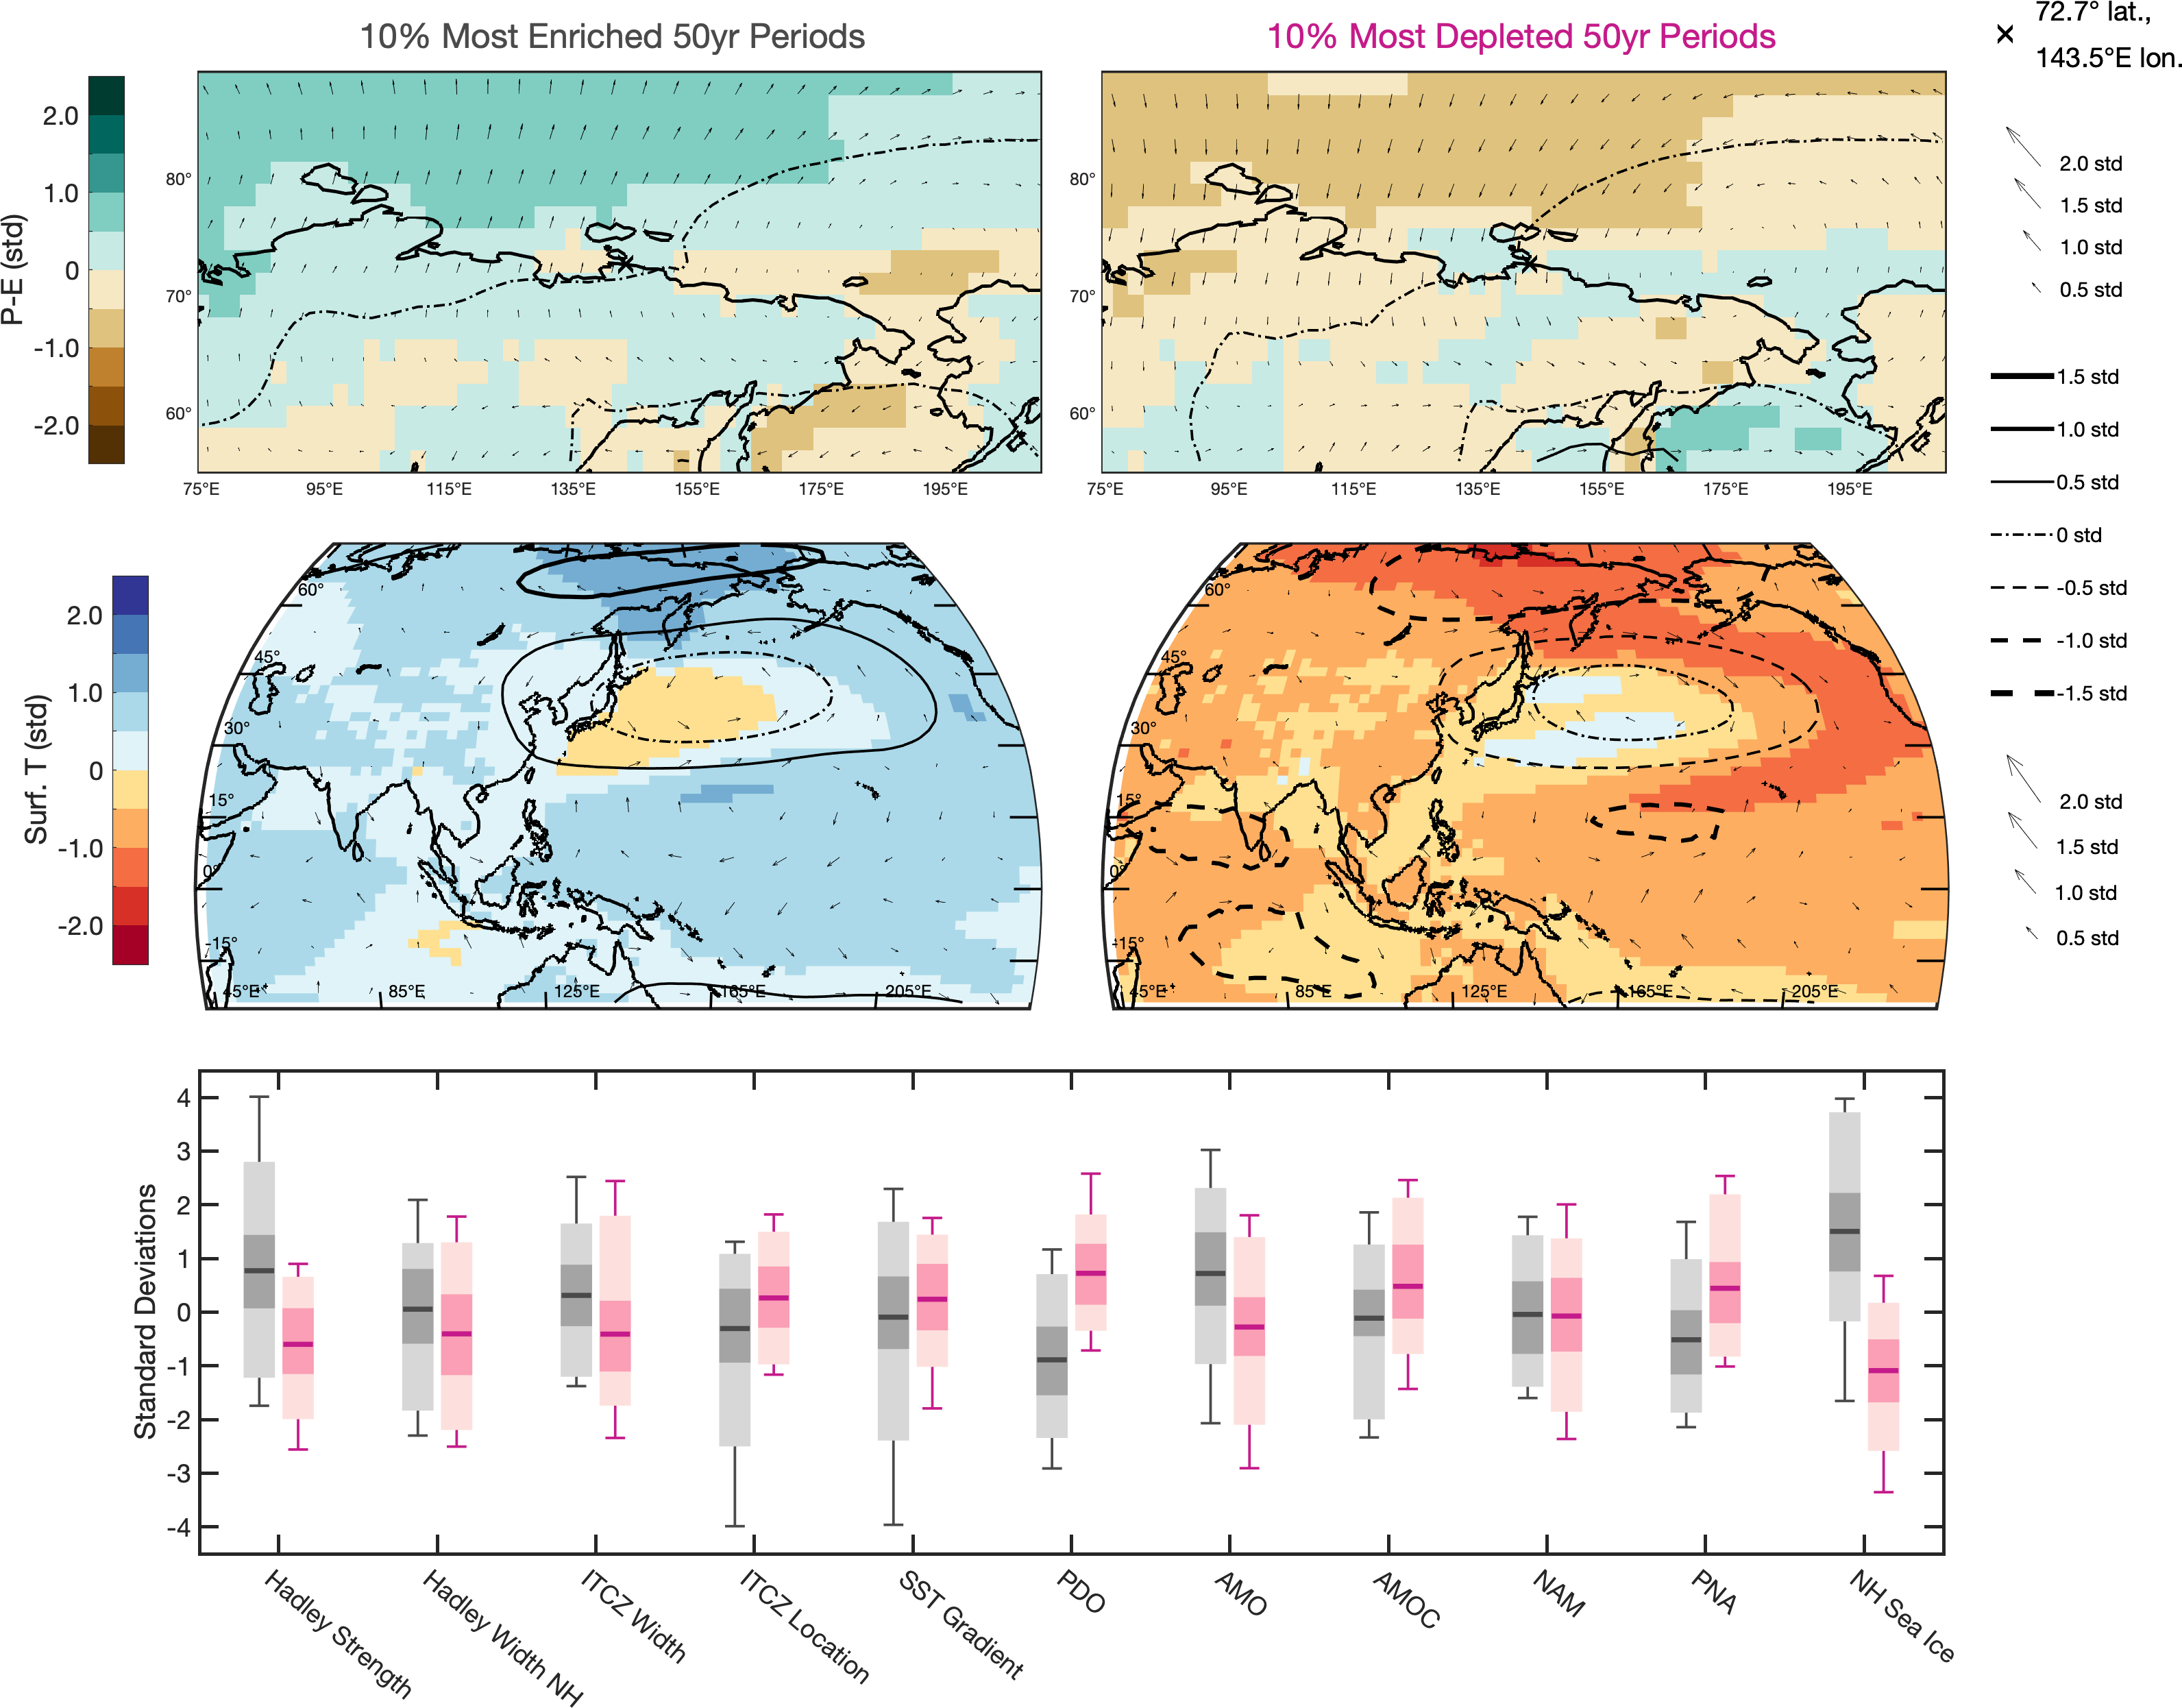 10% Most Enriched 50yr Periods
10% Most Depleted 50yr Periods
72.7° lat.,
143.5°E lon.
P-E (std)
2.0
1.0
0
-1.0
-2.0
80°
70°
60°
75°E 95°E 115°E 135°E 155°E 175°E 195°E
80°
70°
60°
75°E 95°E 115°E 135°E 155°E 175°E 195°E
2.0 std
1.5 std
1.0 std
0.5 std
1.5 std
1.0 std
0.5 std
0 std
-0.5 std
-1.0 std
-1.5 std
Surf. T (std)
2.0
1.0
0
-1.0
-2.0
60°
45°
30°
15°
0°
-15°
45°E 85°E 125°E 165°E 205°E
60°
45°
30°
15°
0°
-15°
45°E 85°E 125°E 165°E 205°E
2.0 std
1.5 std
1.0 std
0.5 std
Standard Deviations
4
3
2
1
0
-1
-2
-3
-4
Hadley Strength
Hadley Width NH
ITCZ Width
ITCZ Location
SST Gradient
PDO
AMO
AMOC
NAM
PNA
NH Sea Ice